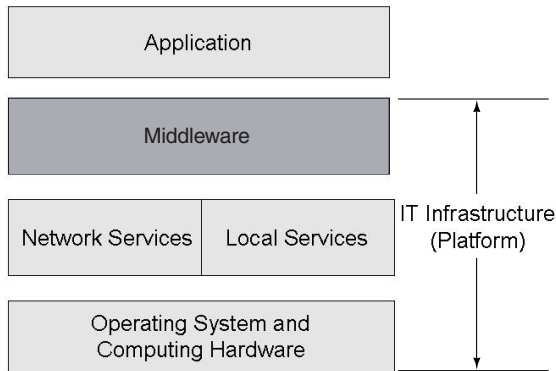 Application
Middleware
Network Services
Local Services
IT Infrastructure
(Platform)
Operating System and
Computing Hardware